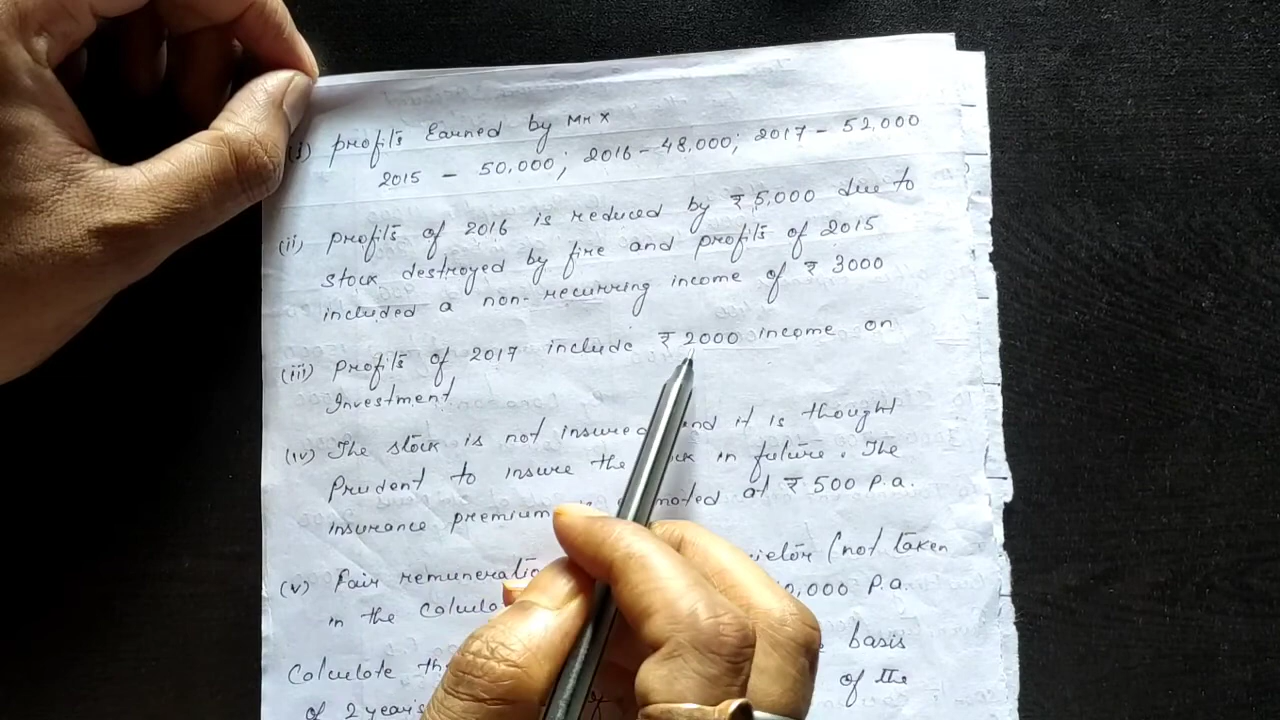 (i) profits Earned by Mr X
2015 - 50,000; 2016 - 48,000; 2017 - 52,000
(ii) profits of 2016 is reduced by ₹ 5,000 due to
stock destroyed by fire and profits of 2015
included a non-recurring income of ₹ 3000
(iii) profits of 2017 include ₹ 2000 income on
Investment
(iv) The stock is not insured and it is thought
Prudent to insure the in future. The
insurance premium at ₹ 500 P.a.
(v) Fair (not taken
in the P.a.
Calculate basis
of 2 years of of the